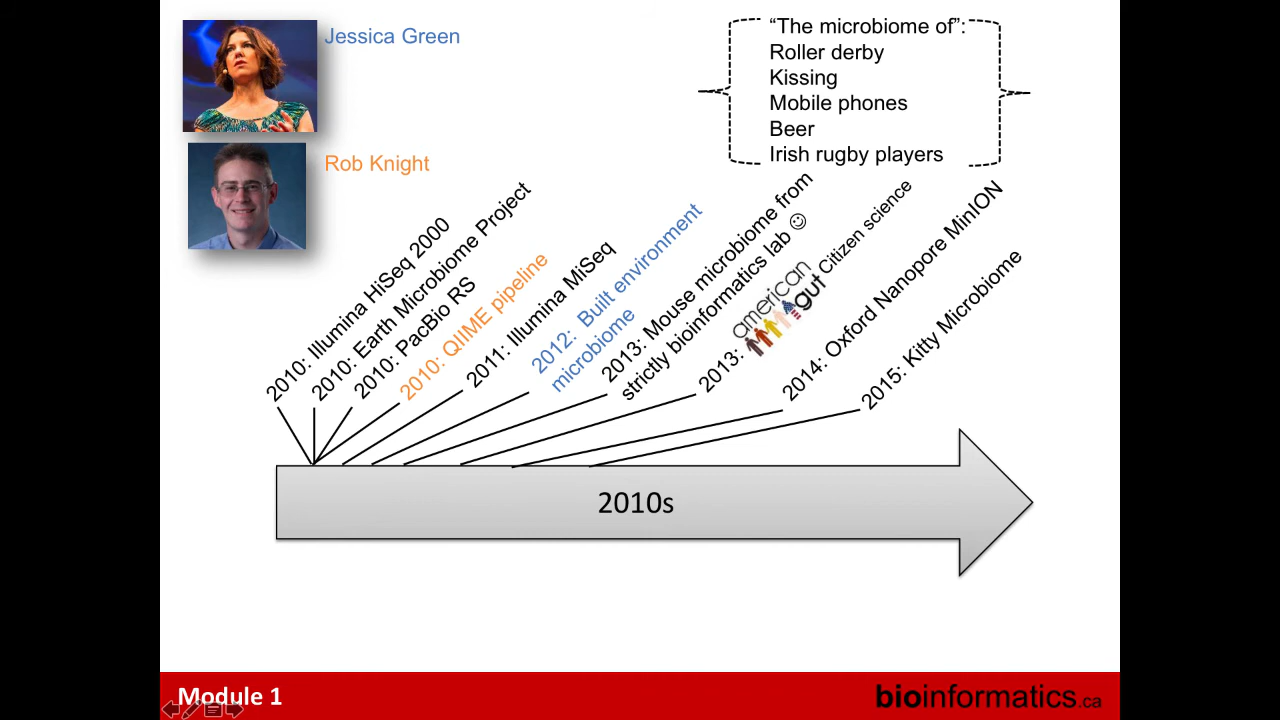 Jessica Green
Rob Knight
“The microbiome of”:
Roller derby
Kissing
Mobile phones
Beer
Irish rugby players
2010: Illumina HiSeq 2000
2010: Earth Microbiome Project
2010: PacBio RS
2010: QIIME pipeline
2011: Illumina MiSeq
2012: Built environment
microbiome
2013: Mouse microbiome from
strictly bioinformatics lab ☺
2013: american gut Citizen science
2014: Oxford Nanopore MinION
2015: Kitty Microbiome
2010s
Module 1
bioinformatics.ca